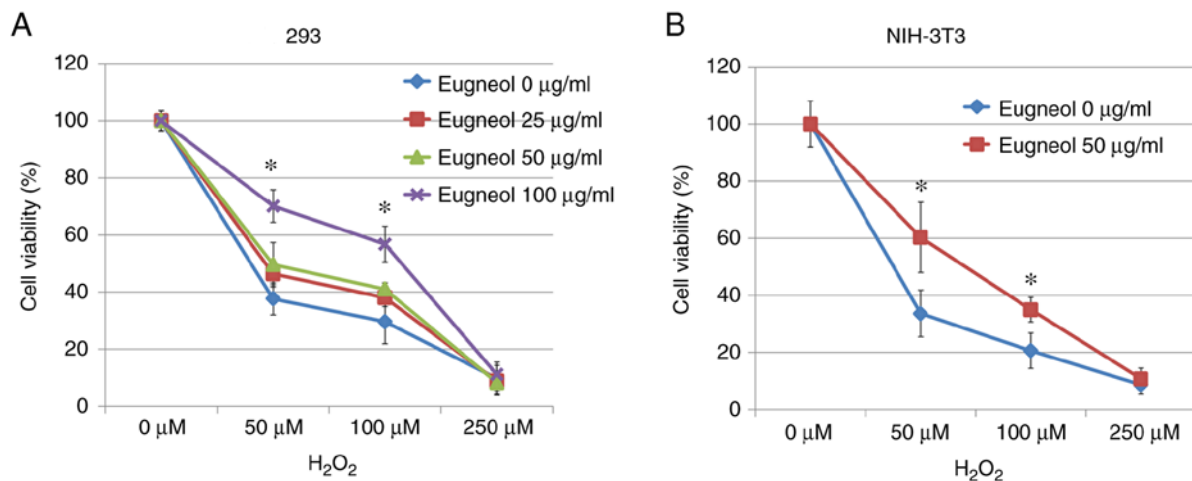 A
293
120
100
80
60
40
20
0
Cell viability (%)
Eugneol 0 μg/ml
Eugneol 25 μg/ml
Eugneol 50 μg/ml
Eugneol 100 μg/ml
*
*
0 μM
50 μM
100 μM
250 μM
H₂O₂
B
NIH-3T3
120
100
80
60
40
20
0
Cell viability (%)
Eugneol 0 μg/ml
Eugneol 50 μg/ml
*
*
0 μM
50 μM
100 μM
250 μM
H₂O₂